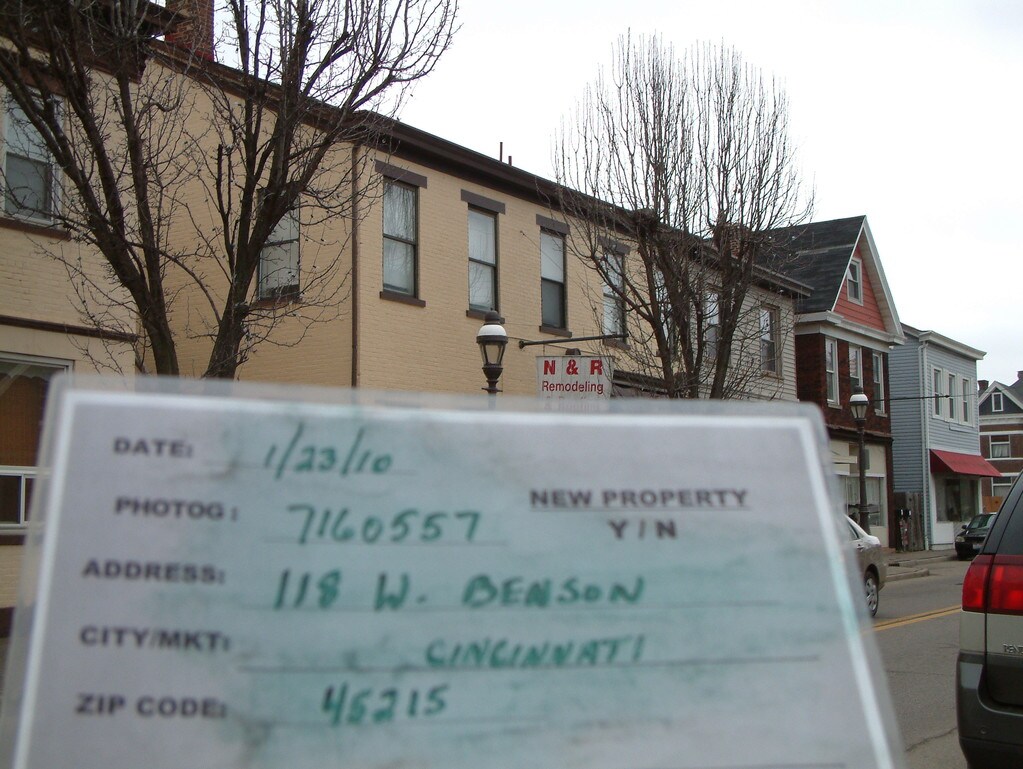 N & R
Remodeling
DATE: 1/23/10
PHOTOG: 7160557
NEW PROPERTY
Y/N
ADDRESS: 118 W. BENSON
CITY/MKT: CINCINNATI
ZIP CODE: 45215